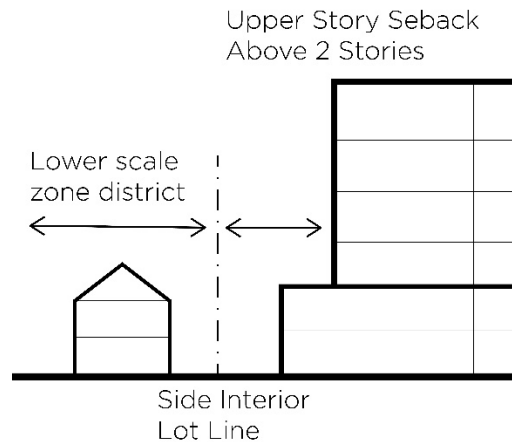 Upper Story Seback
Above 2 Stories
Lower scale
zone district
Side Interior
Lot Line